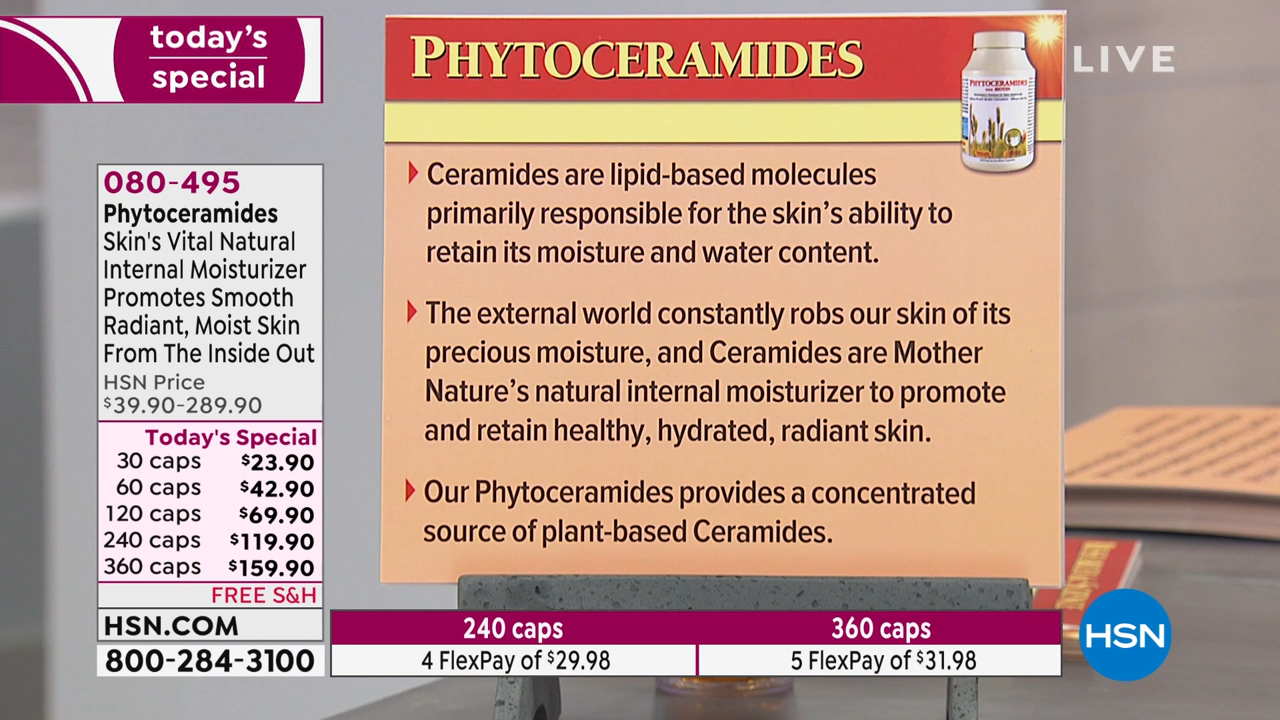 today's
special
080-495
Phytoceramides
Skin's Vital Natural
Internal Moisturizer
Promotes Smooth
Radiant, Moist Skin
From The Inside Out
HSN Price
$39.90-289.90
Today's Special
30 caps $23.90
60 caps $42.90
120 caps $69.90
240 caps $119.90
360 caps $159.90
FREE S&H
HSN.COM
800-284-3100
PHYTOCERAMIDES
PHYTOCERAMIDES
WITH BIOTIN
LIVE
Ceramides are lipid-based molecules
primarily responsible for the skin's ability to
retain its moisture and water content.
The external world constantly robs our skin of its
precious moisture, and Ceramides are Mother
Nature's natural internal moisturizer to promote
and retain healthy, hydrated, radiant skin.
Our Phytoceramides provides a concentrated
source of plant-based Ceramides.
240 caps 360 caps
4 FlexPay of $29.98 5 FlexPay of $31.98
HSN